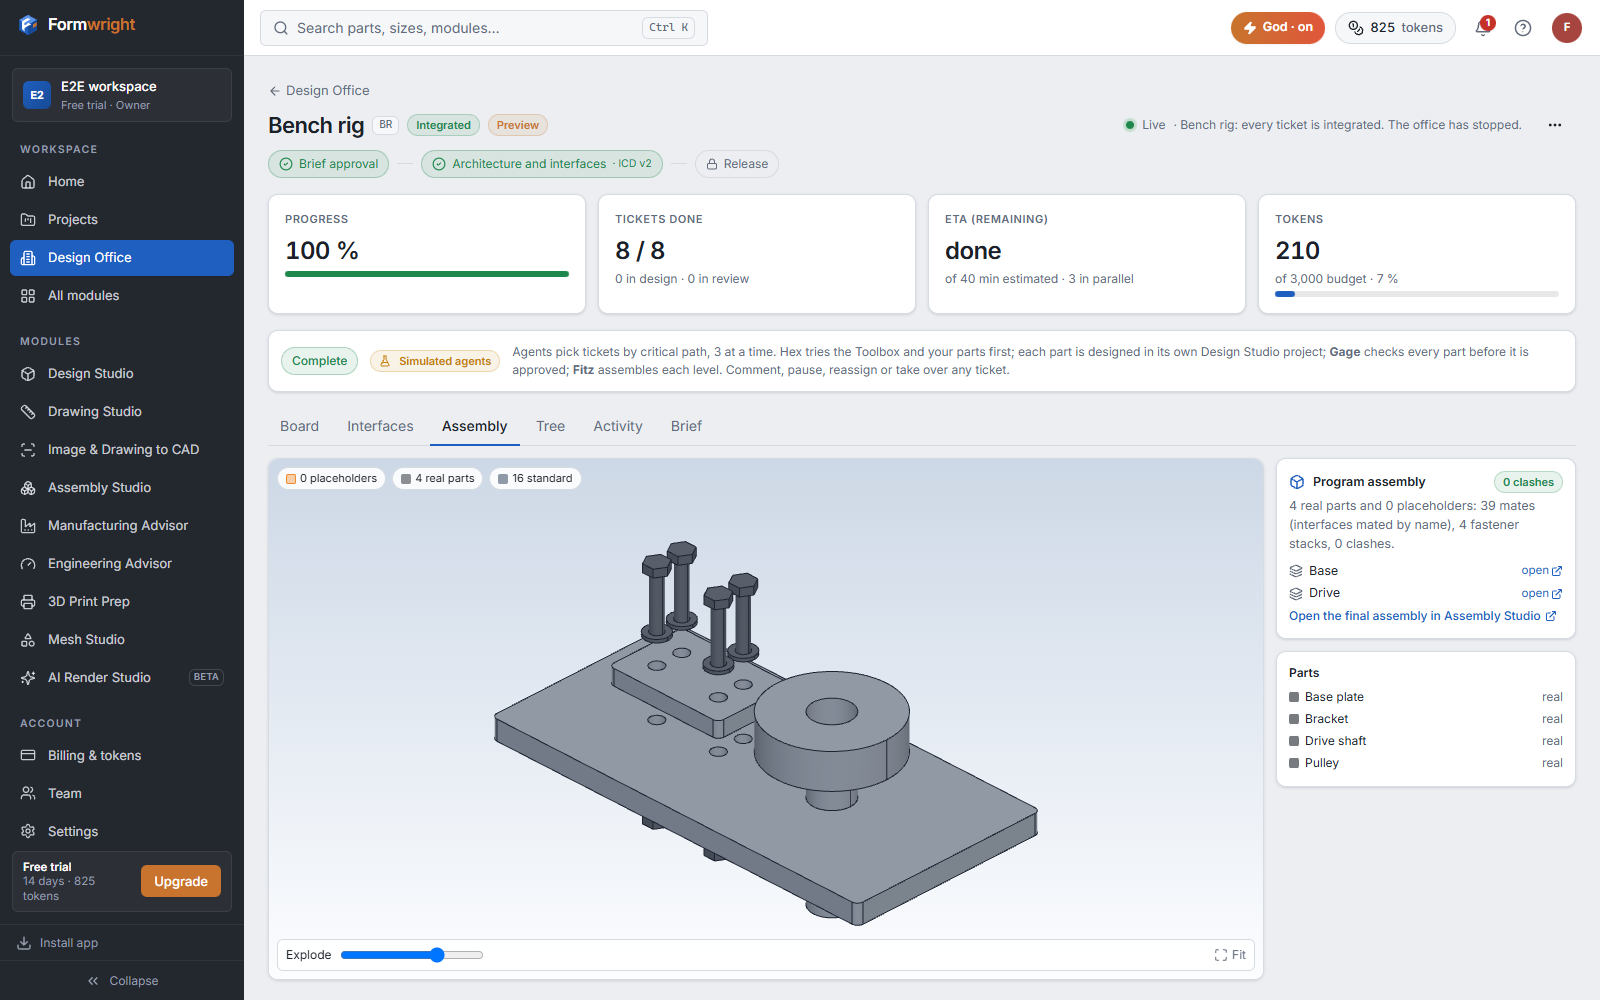 Formwright
Search parts, sizes, modules...
Ctrl K
God · on
825 tokens
1
F
E2
E2E workspace
Free trial · Owner
WORKSPACE
Home
Projects
Design Office
All modules
MODULES
Design Studio
Drawing Studio
Image & Drawing to CAD
Assembly Studio
Manufacturing Advisor
Engineering Advisor
3D Print Prep
Mesh Studio
AI Render Studio
BETA
ACCOUNT
Billing & tokens
Team
Settings
Free trial
14 days · 825
tokens
Upgrade
Install app
Collapse
Design Office
Bench rig
BR
Integrated
Preview
Live · Bench rig: every ticket is integrated. The office has stopped.
Brief approval
Architecture and interfaces · ICD v2
Release
PROGRESS
100 %
TICKETS DONE
8 / 8
0 in design · 0 in review
ETA (REMAINING)
done
of 40 min estimated · 3 in parallel
TOKENS
210
of 3,000 budget · 7 %
Complete
Simulated agents
Agents pick tickets by critical path, 3 at a time. Hex tries the Toolbox and your parts first; each part is designed in its own Design Studio project; Gage checks every part before it is
approved; Fitz assembles each level. Comment, pause, reassign or take over any ticket.
Board
Interfaces
Assembly
Tree
Activity
Brief
0 placeholders
4 real parts
16 standard
Explode
Fit
Program assembly
0 clashes
4 real parts and 0 placeholders: 39 mates
(interfaces mated by name), 4 fastener
stacks, 0 clashes.
Base
open
Drive
open
Open the final assembly in Assembly Studio
Parts
Base plate
real
Bracket
real
Drive shaft
real
Pulley
real